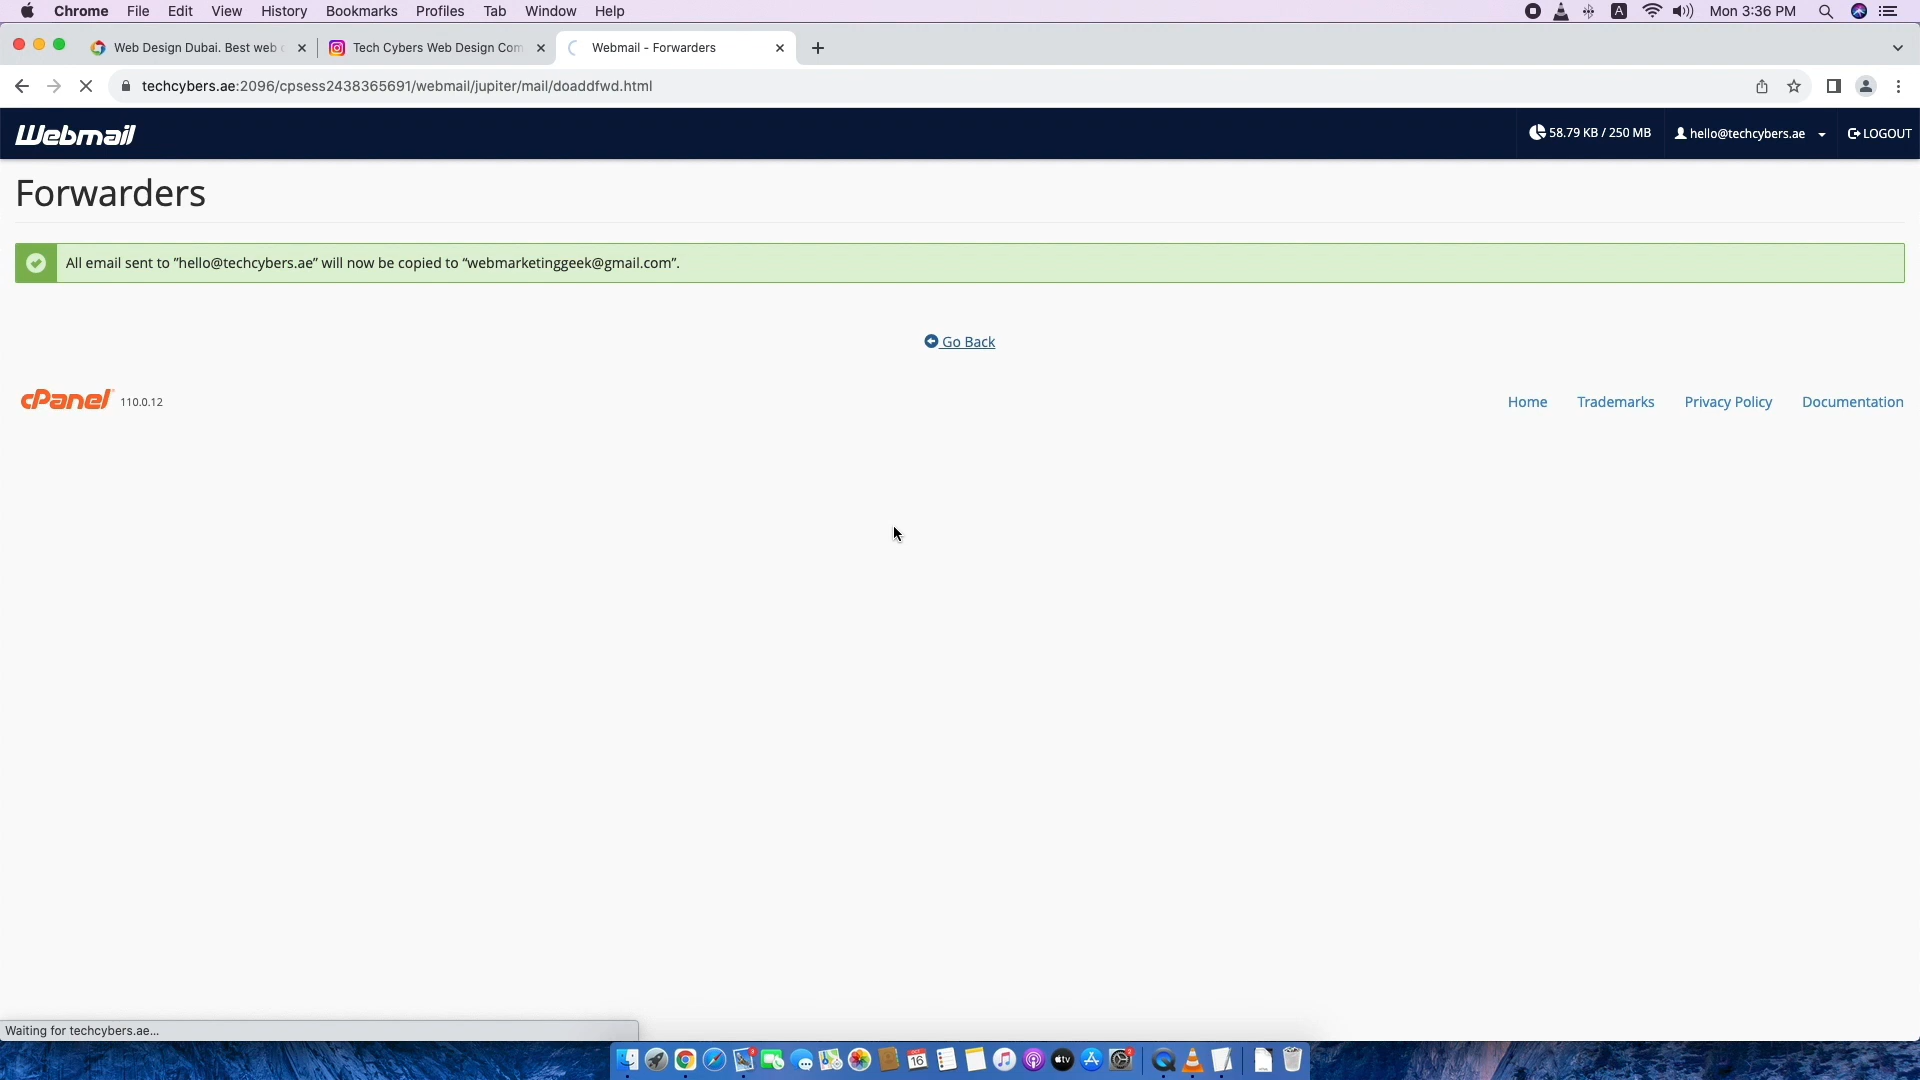 Chrome File Edit View History Bookmarks Profiles Tab Window Help A Mon 3:36 PM
Web Design Dubai. Best web Tech Cybers Web Design Com Webmail - Forwarders
techcybers.ae:2096/cpsess2438365691/webmail/jupiter/mail/doaddfwd.html
Webmail 58.79 KB / 250 MB hello@techcybers.ae LOGOUT
Forwarders
All email sent to ”hello@techcybers.ae” will now be copied to “webmarketinggeek@gmail.com”.
Go Back
cPanel 110.0.12 Home Trademarks Privacy Policy Documentation
Waiting for techcybers.ae...
16 tv